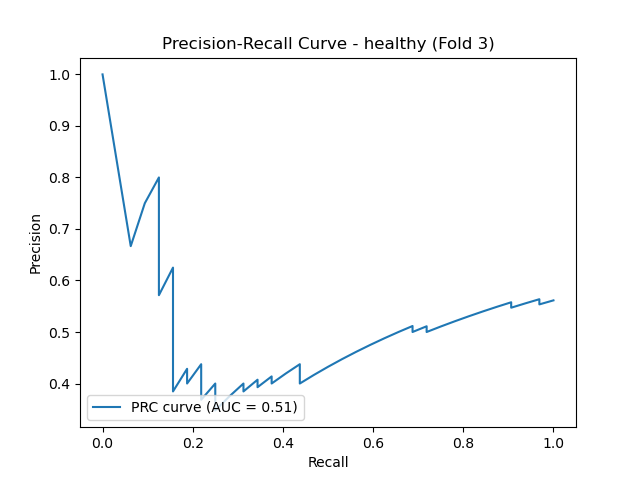 Precision-Recall Curve - healthy (Fold 3)
1.0
0.9
0.8
0.7
0.6
0.5
0.4
Precision
PRC curve (AUC = 0.51)
0.0 0.2 0.4 0.6 0.8 1.0
Recall